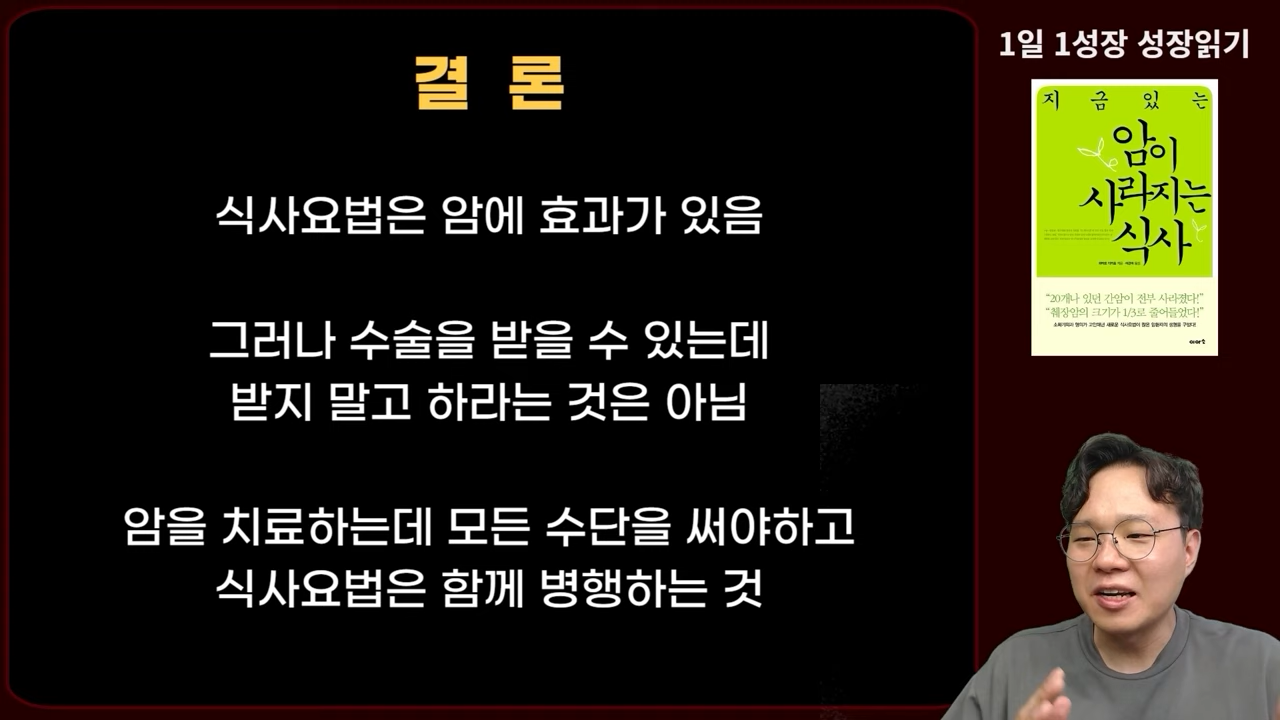 결 론
식사요법은 암에 효과가 있음
그러나 수술을 받을 수 있는데
받지 말고 하라는 것은 아님
암을 치료하는데 모든 수단을 써야하고
식사요법은 함께 병행하는 것
1일 1성장 성장읽기
지금있는
암이
사라지는
식사
“20개나 있던 간암이 전부 사라졌다!”
“췌장암의 크기가 1/3로 줄어들었다!”